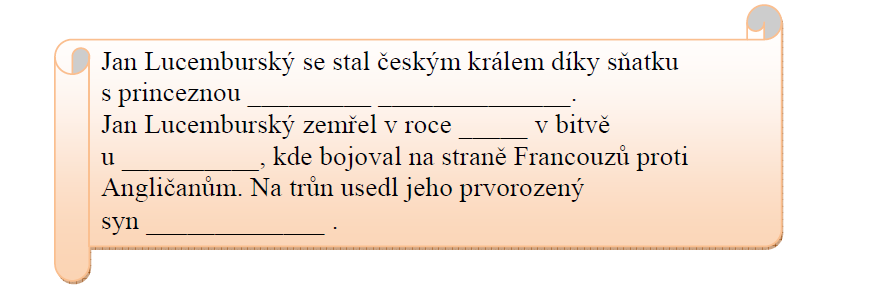 Jan Lucemburský se stal českým králem díky sňatku
s princeznou _________ ______________.
Jan Lucemburský zemřel v roce _____ v bitvě
u __________, kde bojoval na straně Francouzů proti
Angličanům. Na trůn usedl jeho prvorozený
syn _____________ .